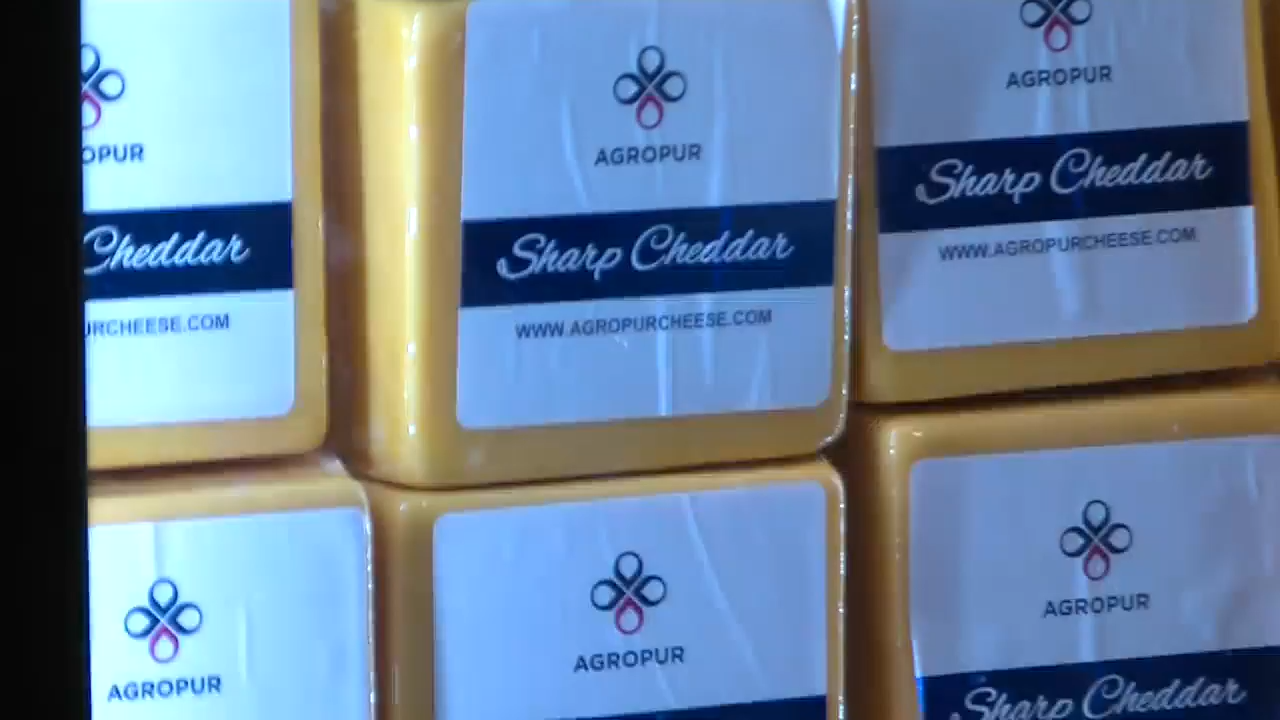 OPUR
Cheddar
URCHEESE.COM
AGROPUR
Sharp Cheddar
WWW.AGROPURCHEESE.COM
AGROPUR
Sharp Cheddar
WWW.AGROPURCHEESE.COM
AGROPUR
AGROPUR
AGROPUR
Sharp Cheddar